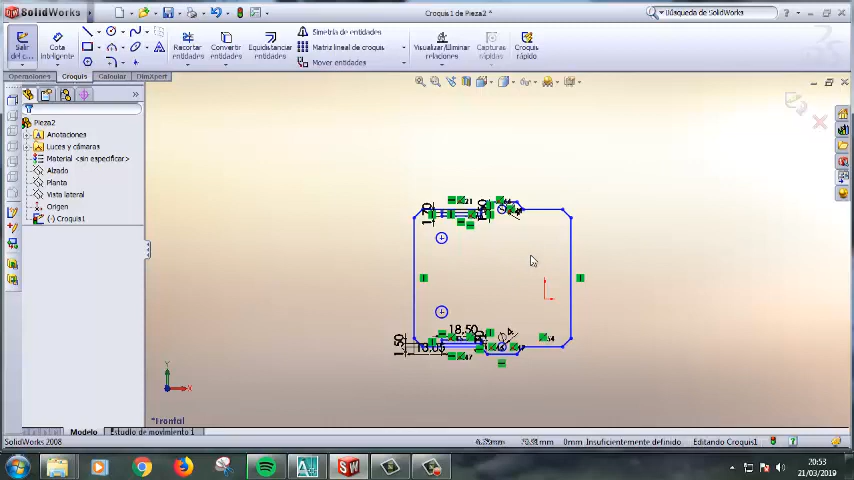 SolidWorks
Croquis1 de Pieza2 *
Búsqueda de SolidWorks
Salir del c...
Cota Inteligente
Recortar entidades
Convertir entidades
Equidistanciar entidades
Simetría de entidades
Matriz lineal de croquis
Mover entidades
Visualizar/Eliminar relaciones
Capturas rápidas
Croquis rápido
Operaciones
Croquis
Calcular
DimXpert
Pieza2
Anotaciones
Luces y cámaras
Material <sin especificar>
Alzado
Planta
Vista lateral
Origen
(-) Croquis1
18,50
1,50
Y
X
*Frontal
Modelo
Estudio de movimiento 1
SolidWorks 2008
0mm
Insuficientemente definido
Editando Croquis1
20:53
21/03/2019